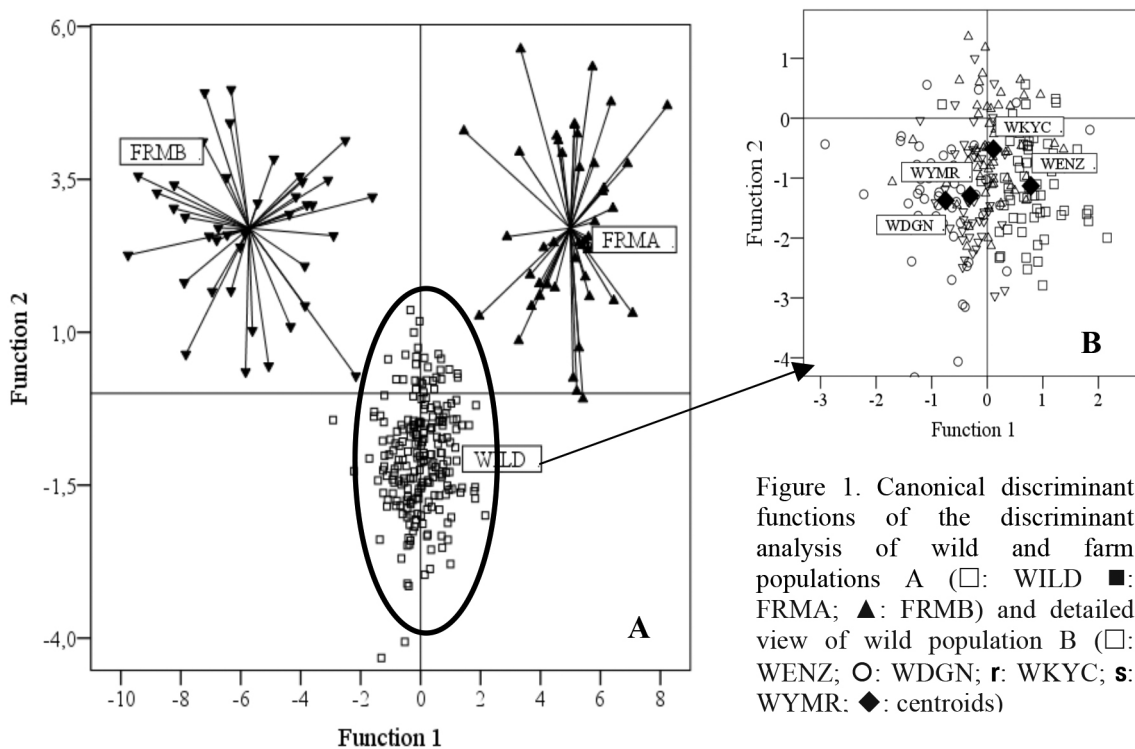 6,0
3,5
1,0
-1,5
-4,0
Function 2
FRMB .
FRMA .
WILD
A
-10 -8 -6 -4 -2 0 2 4 6 8
Function 1
1
0
-1
-2
-3
-4
Function 2
WKYC
WENZ
WYMR
WDGN
B
-3 -2 -1 0 1 2
Function 1
Figure 1. Canonical discriminant
functions of the discriminant
analysis of wild and farm
populations A (□: WILD ■:
FRMA; ▲: FRMB) and detailed
view of wild population B (□:
WENZ; O: WDGN; r: WKYC; s:
WYMR; ◆: centroids)